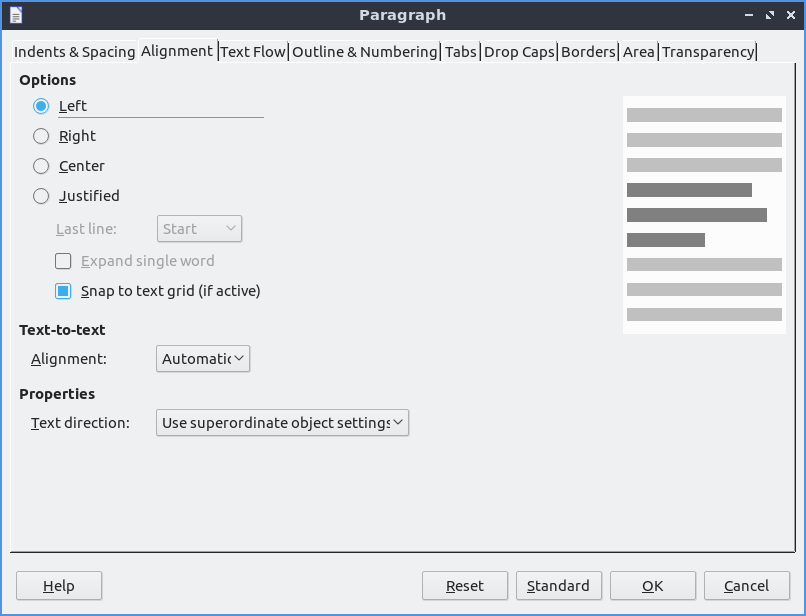 Paragraph
Indents & Spacing Alignment Text Flow Outline & Numbering Tabs Drop Caps Borders Area Transparency
Options
Left
Right
Center
Justified
Last line: Start
Expand single word
Snap to text grid (if active)
Text-to-text
Alignment: Automatic
Properties
Text direction: Use superordinate object settings
Help Reset Standard OK Cancel